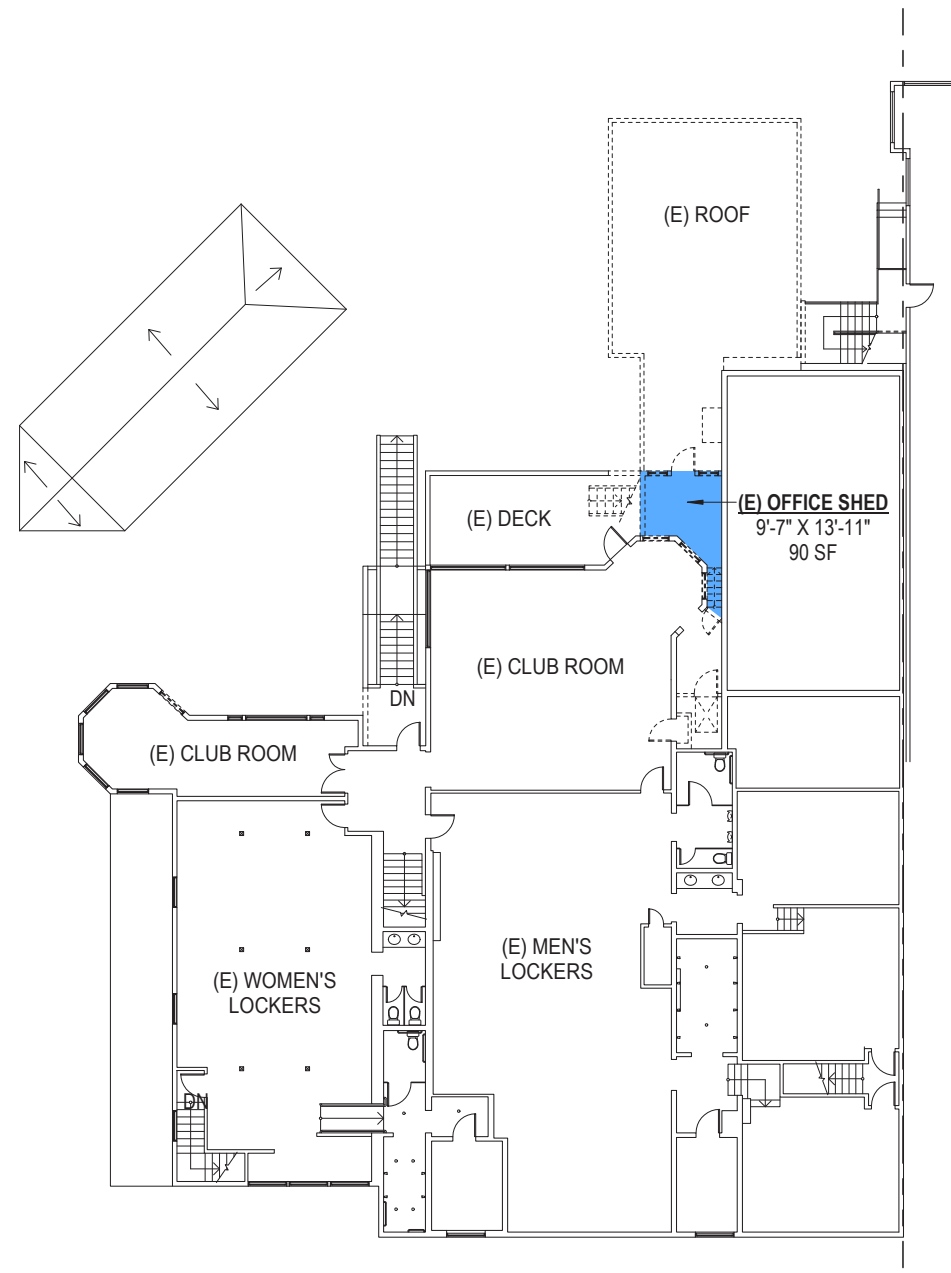 (E) ROOF
(E) OFFICE SHED
9'-7" X 13'-11"
90 SF
(E) DECK
(E) CLUB ROOM
DN
(E) CLUB ROOM
(E) MEN'S
LOCKERS
(E) WOMEN'S
LOCKERS
DN